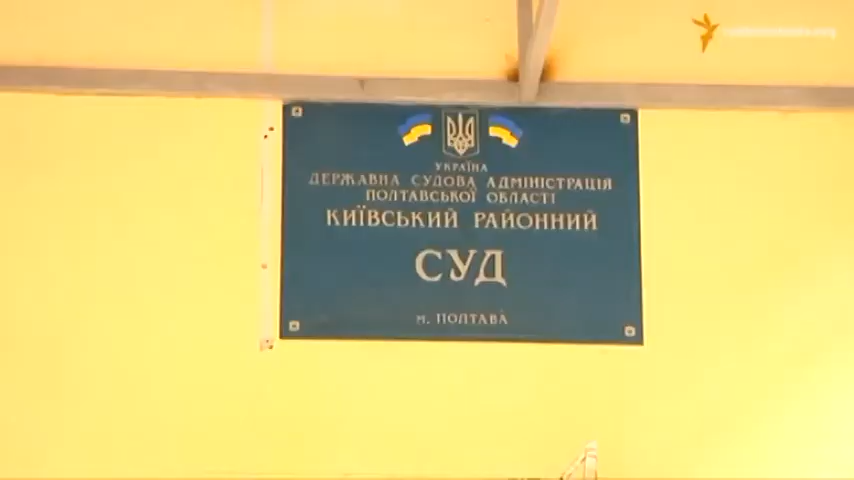 УКРАЇНА
ДЕРЖАВНА СУДОВА АДМІНІСТРАЦІЯ
ПОЛТАВСЬКОЇ ОБЛАСТІ
КИЇВСЬКИЙ РАЙОННИЙ
СУД
м. ПОЛТАВА